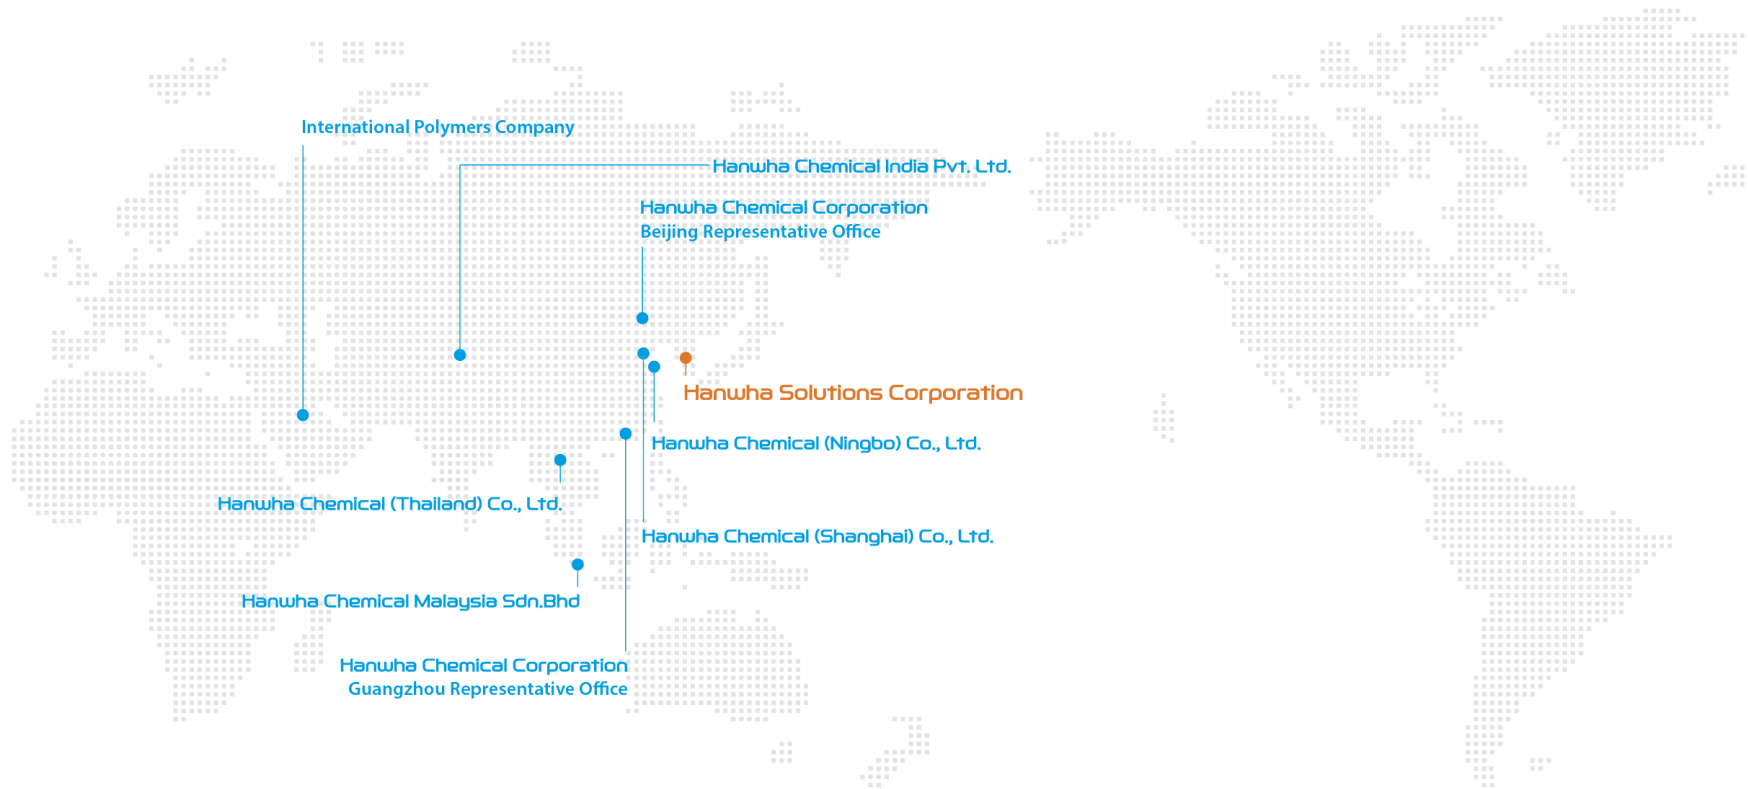 International Polymers Company
Hanwha Chemical India Pvt. Ltd.
Hanwha Chemical Corporation
Beijing Representative Office
Hanwha Solutions Corporation
Hanwha Chemical (Ningbo) Co., Ltd.
Hanwha Chemical (Thailand) Co., Ltd.
Hanwha Chemical (Shanghai) Co., Ltd.
Hanwha Chemical Malaysia Sdn.Bhd
Hanwha Chemical Corporation
Guangzhou Representative Office